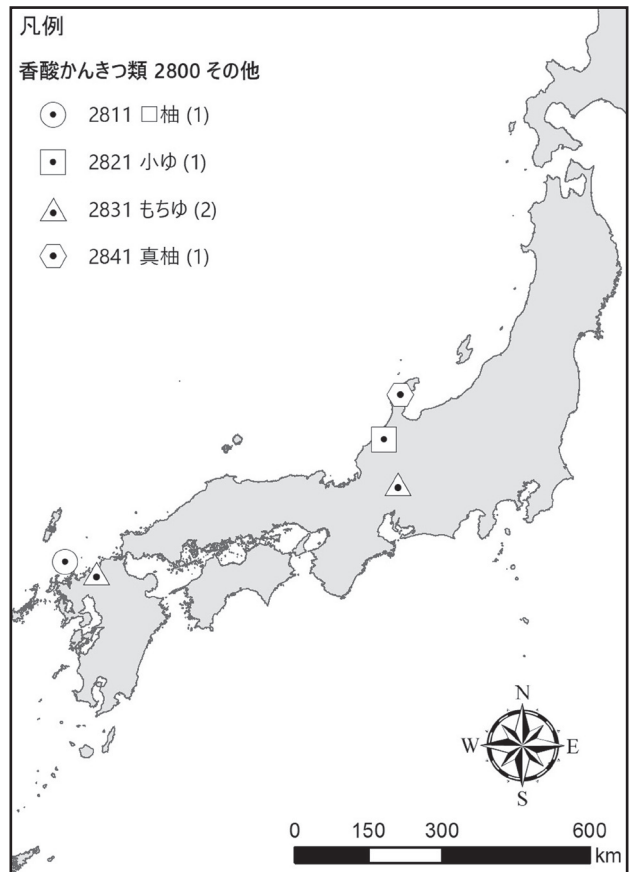 凡例
香酸かんきつ類 2800 その他
2811 □柚 (1)
2821 小ゆ (1)
2831 もちゆ (2)
2841 真柚 (1)
N
W E
S
0 150 300 600
km